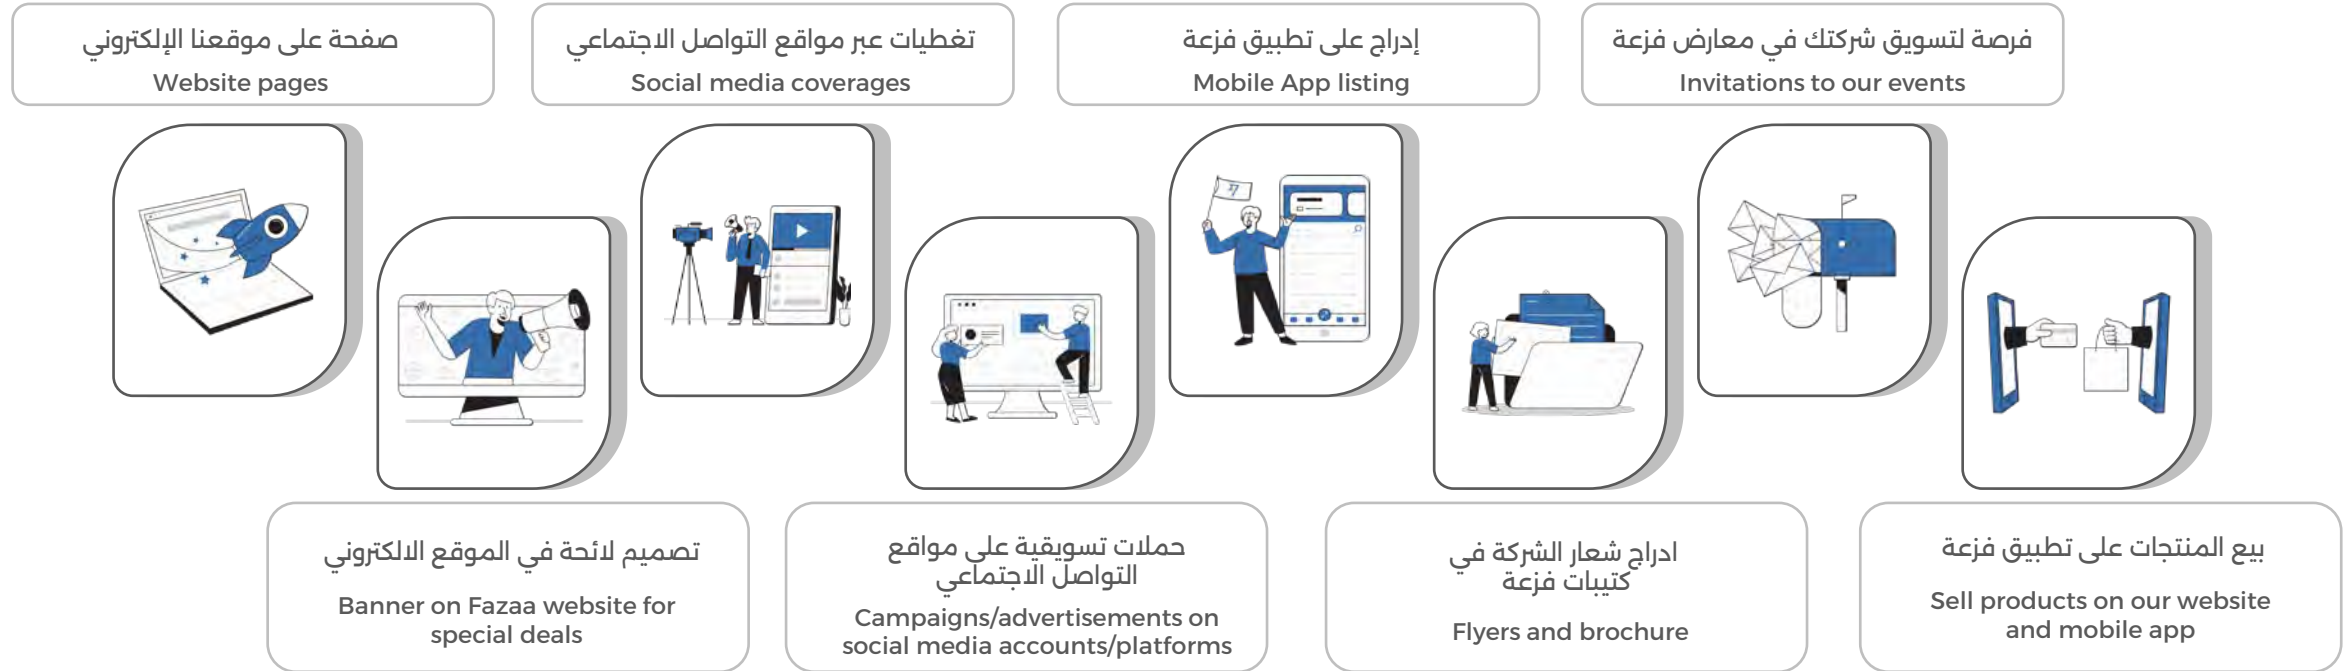 صفحة على موقعنا الإلكتروني
Website pages
تغطيات عبر مواقع التواصل الاجتماعي
Social media coverages
إدراج على تطبيق فزعة
Mobile App listing
فرصة لتسويق شركتك في معارض فزعة
Invitations to our events
تصميم لائحة في الموقع الالكتروني
Banner on Fazaa website for
special deals
حملات تسويقية على مواقع
التواصل الاجتماعي
Campaigns/advertisements on
social media accounts/platforms
ادراج شعار الشركة في
كتيبات فزعة
Flyers and brochure
بيع المنتجات على تطبيق فزعة
Sell products on our website
and mobile app